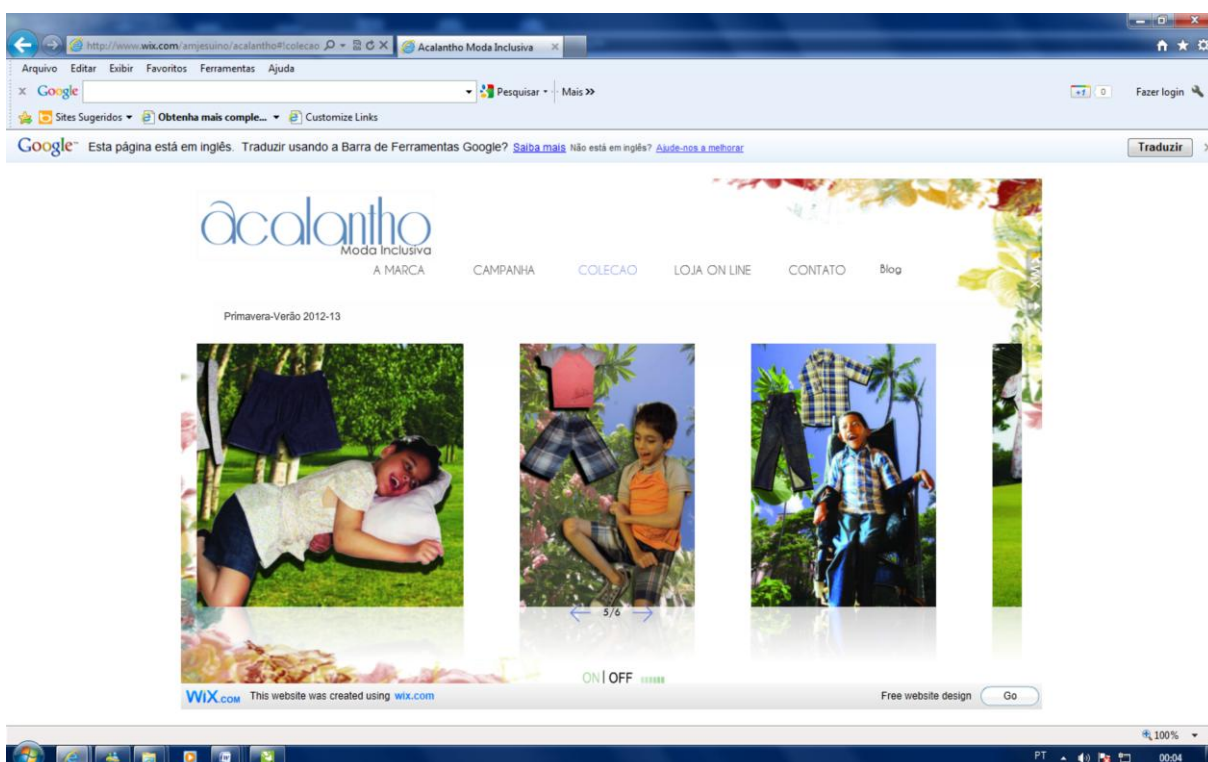 http://www.wix.com/amjesuino/acalantho#!colecao
Acalantho Moda Inclusiva
Arquivo Editar Exibir Favoritos Ferramentas Ajuda
x Google Pesquisar Mais »
+1 0 Fazer login
Sites Sugeridos Obtenha mais comple... Customize Links
Google Esta página está em inglês. Traduzir usando a Barra de Ferramentas Google? Saiba mais Não está em inglês? Ajude-nos a melhorar Traduzir
acalantho
Moda Inclusiva
A MARCA CAMPANHA COLECAO LOJA ON LINE CONTATO Blog
WiX
Primavera-Verão 2012-13
5/6
ON | OFF
WiX.COM This website was created using wix.com Free website design Go
100%
PT 00:04